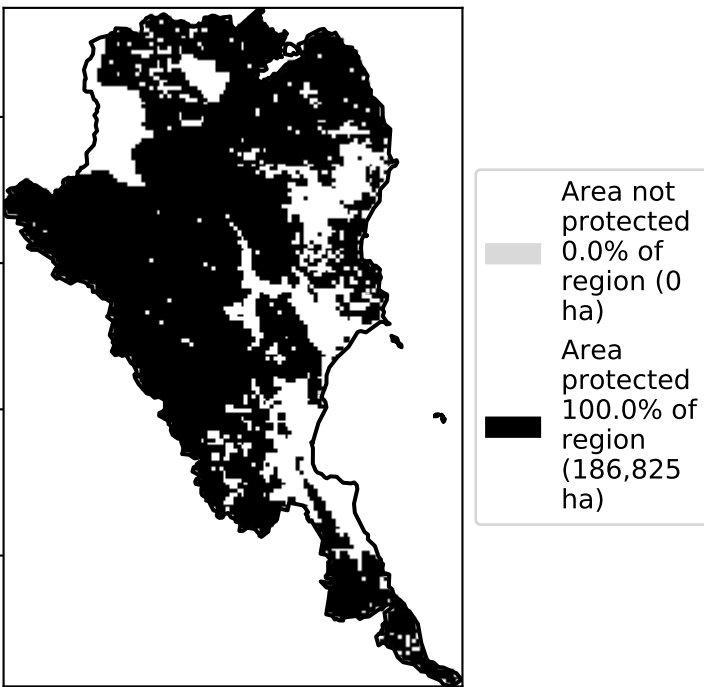 Area not
protected
0.0% of
region (0
ha)
Area
protected
100.0% of
region
(186,825
ha)